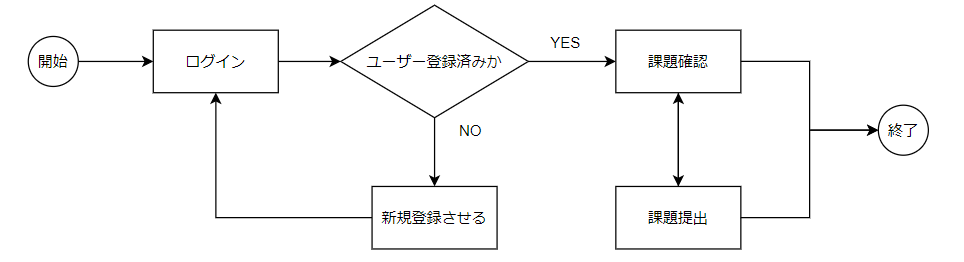 開始
ログイン
ユーザー登録済みか
YES
課題確認
NO
終了
新規登録させる
課題提出